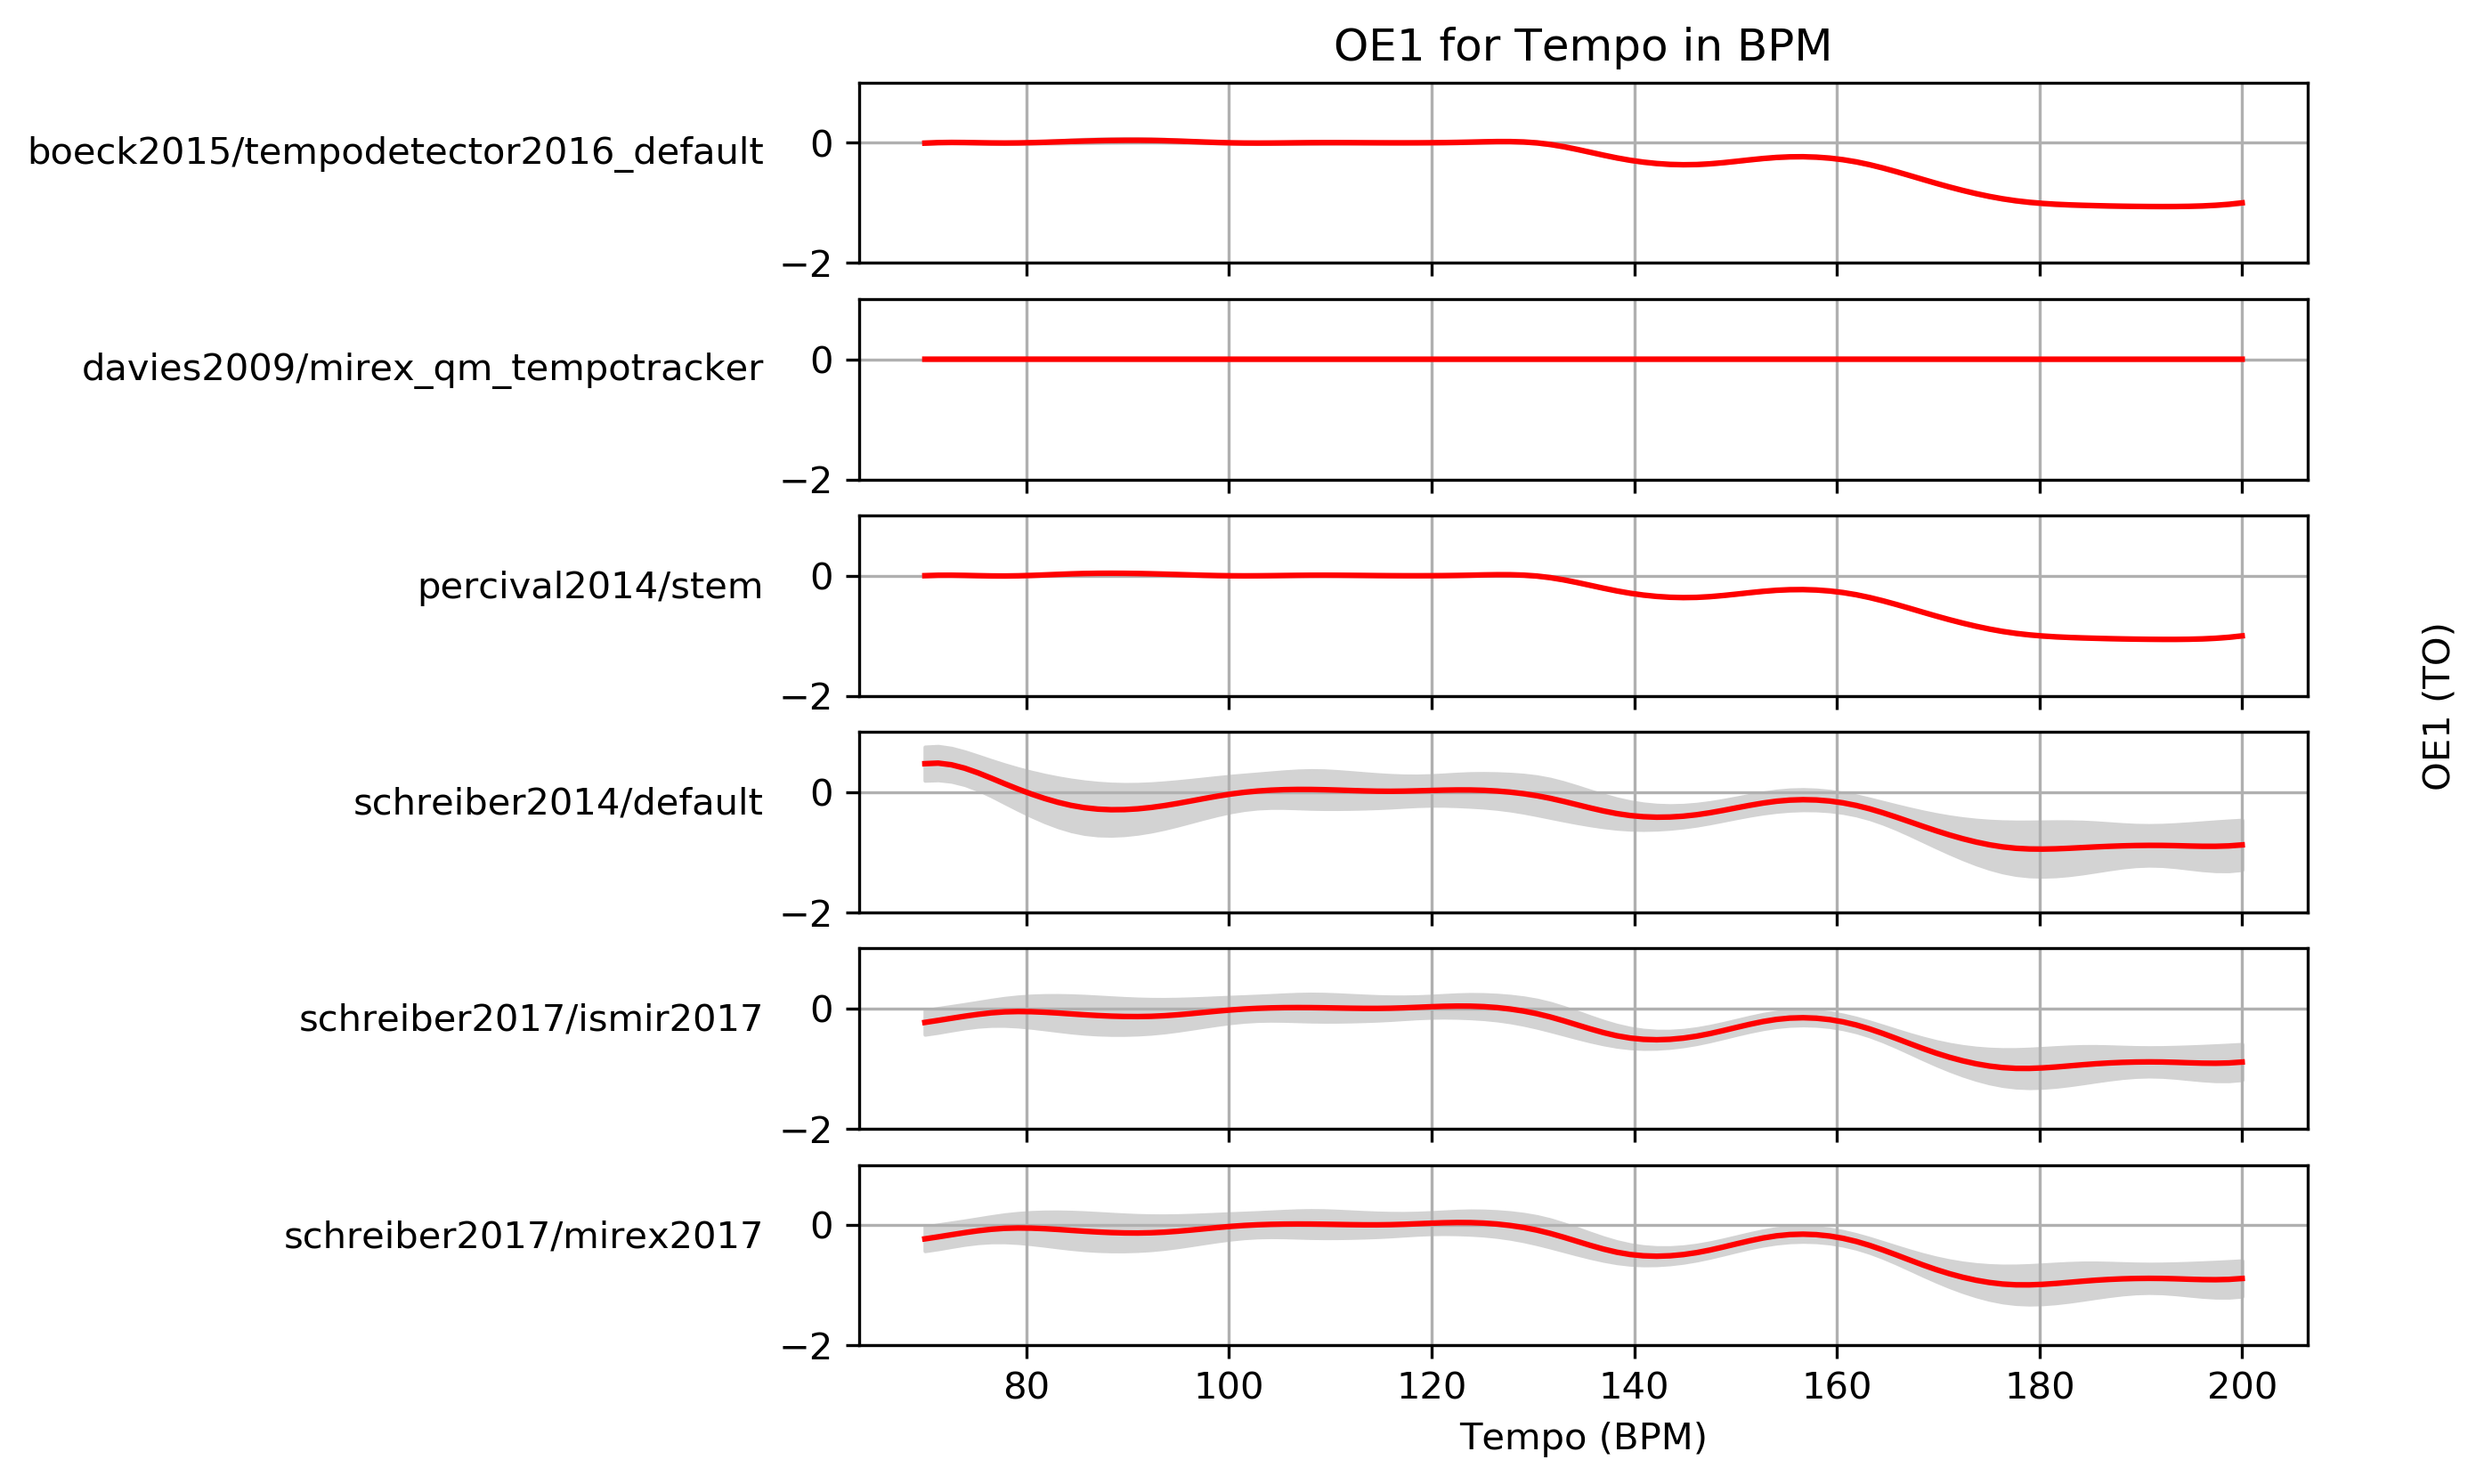 OE1 for Tempo in BPM
boeck2015/tempodetector2016_default
0
−2
davies2009/mirex_qm_tempotracker
0
−2
percival2014/stem
0
−2
schreiber2014/default
0
−2
schreiber2017/ismir2017
0
−2
schreiber2017/mirex2017
0
−2
80 100 120 140 160 180 200
Tempo (BPM)
OE1 (TO)